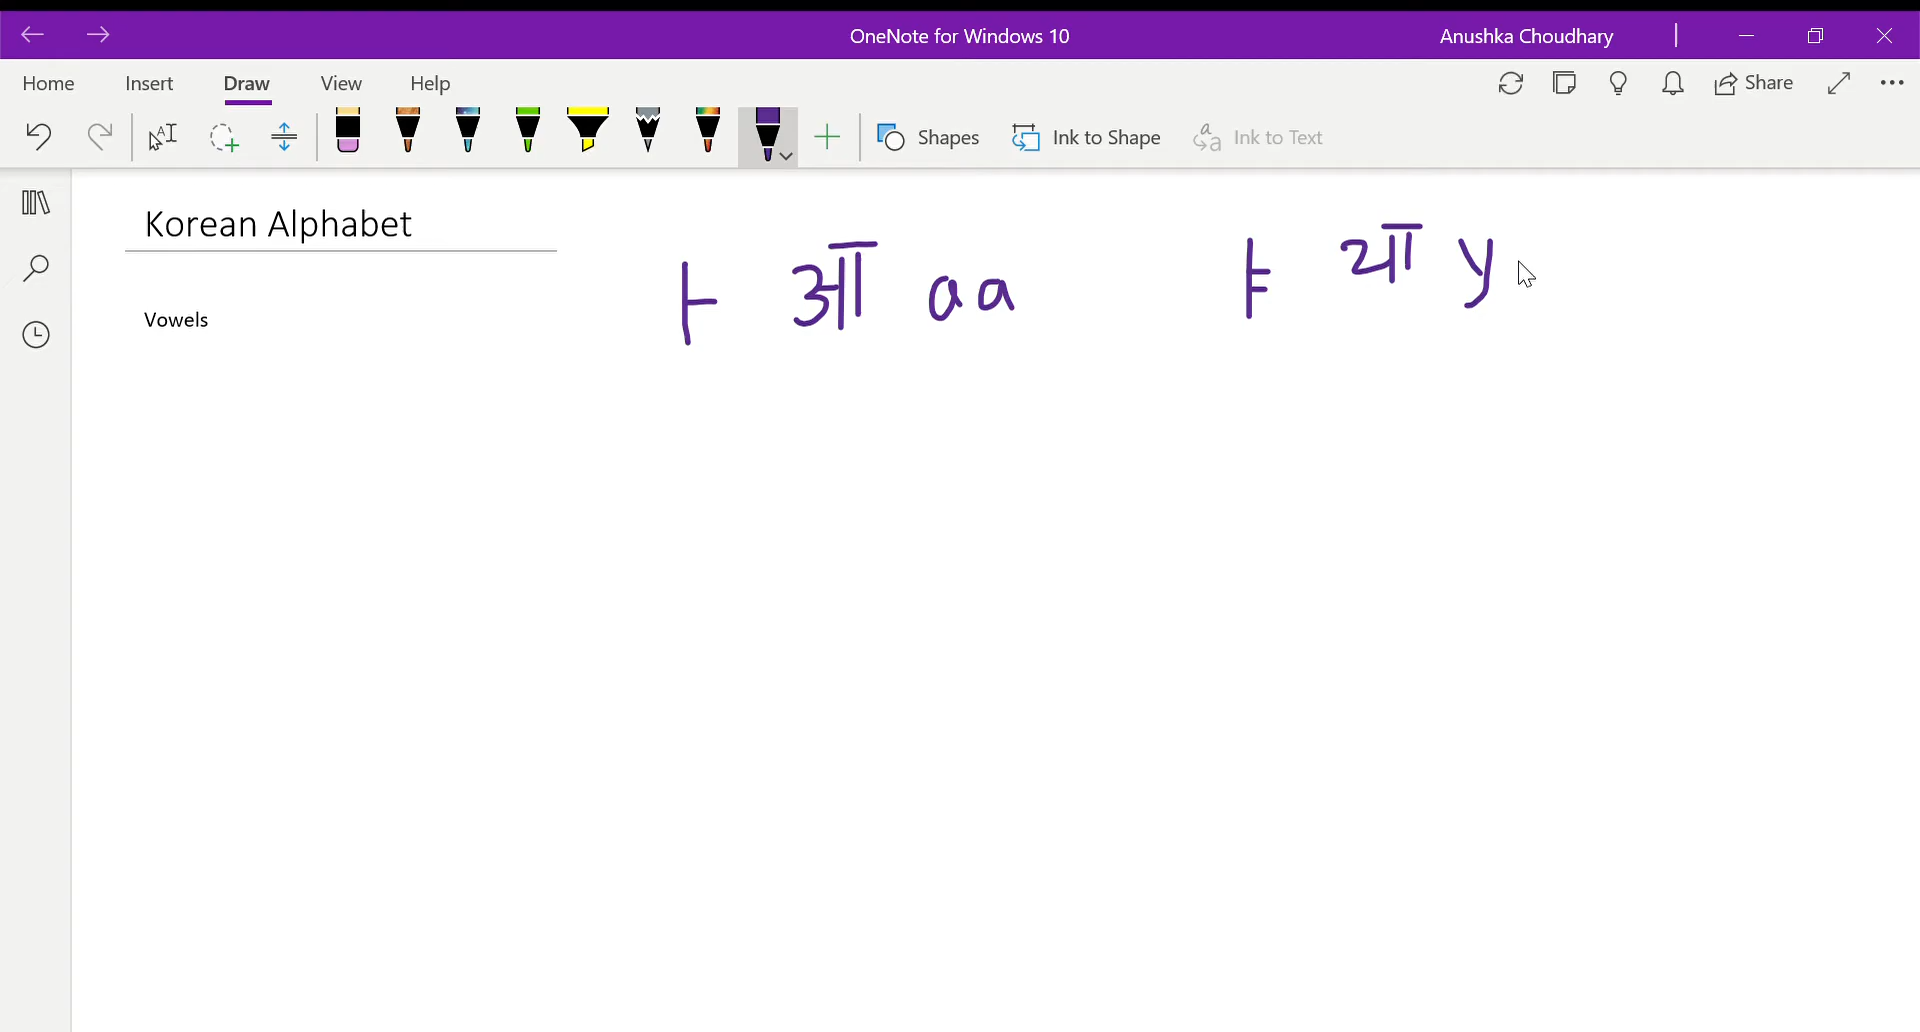 OneNote for Windows 10 Anushka Choudhary
Home Insert Draw View Help Share
Shapes Ink to Shape Ink to Text
Korean Alphabet
ㅏ आ aa ㅑ या y
Vowels